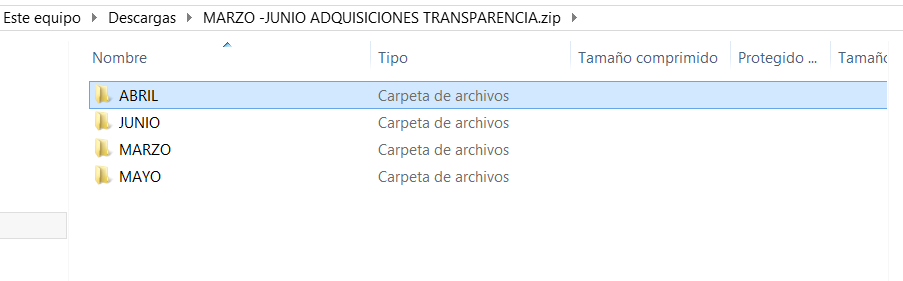 Este equipo Descargas MARZO -JUNIO ADQUISICIONES TRANSPARENCIA.zip
Nombre Tipo Tamaño comprimido Protegido ... Tamaño
ABRIL Carpeta de archivos
JUNIO Carpeta de archivos
MARZO Carpeta de archivos
MAYO Carpeta de archivos